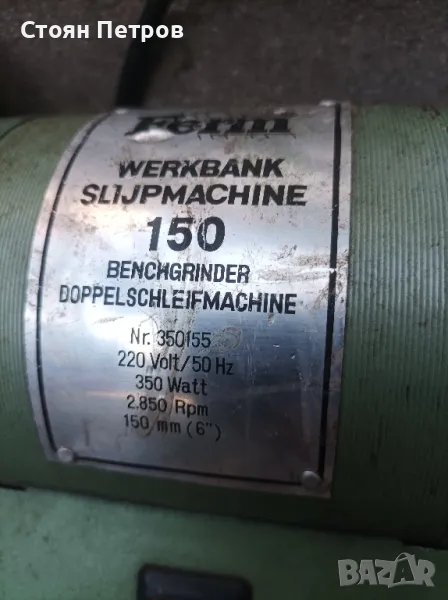 Стоян Петров
Ferm
WERKBANK
SLIJPMACHINE
150
BENCHGRINDER
DOPPELSCHLEIFMACHINE
Nr. 350155
220 Volt/50 Hz
350 Watt
2.850 Rpm
150 mm (6")
BAZAR